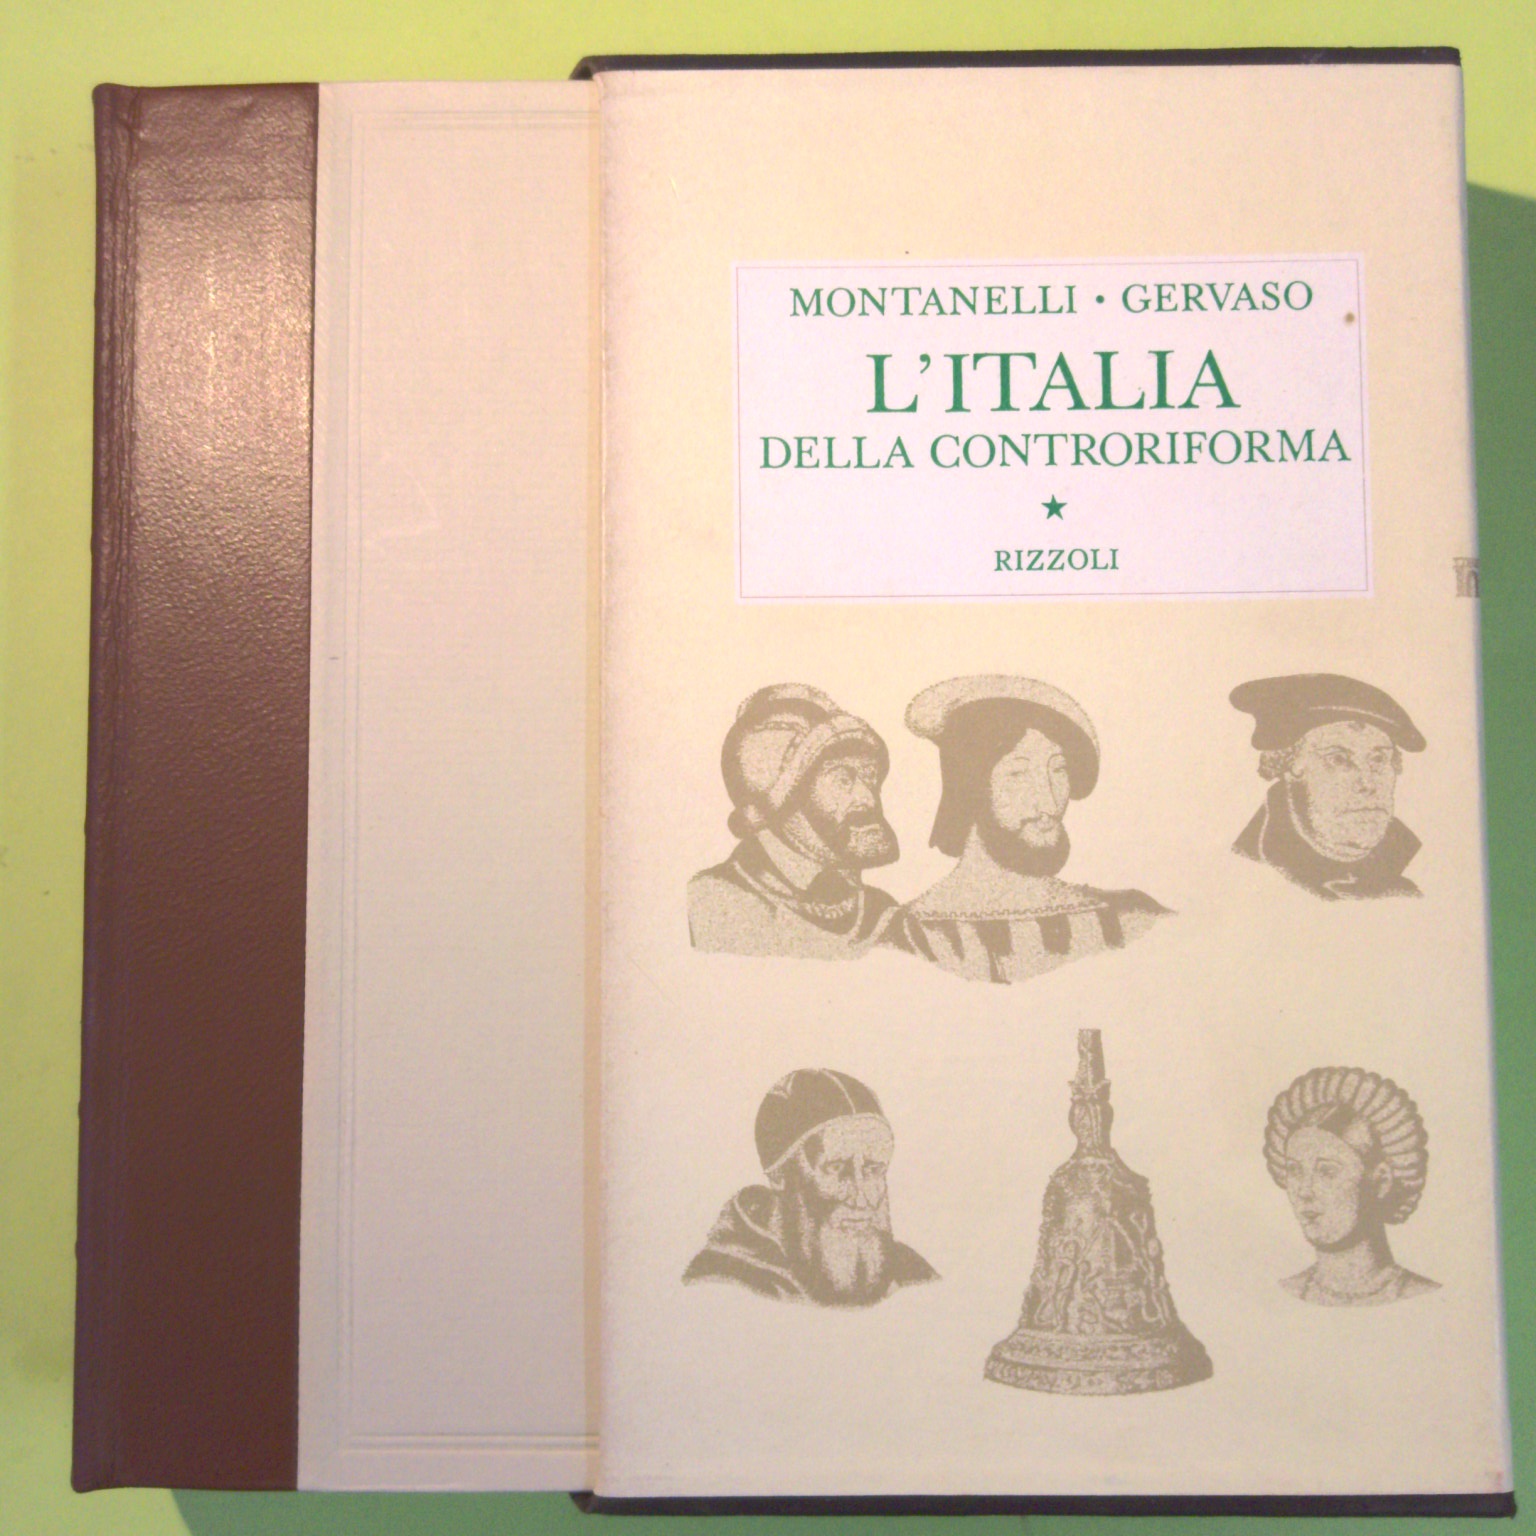 MONTANELLI • GERVASO
L'ITALIA
DELLA CONTRORIFORMA
★
RIZZOLI